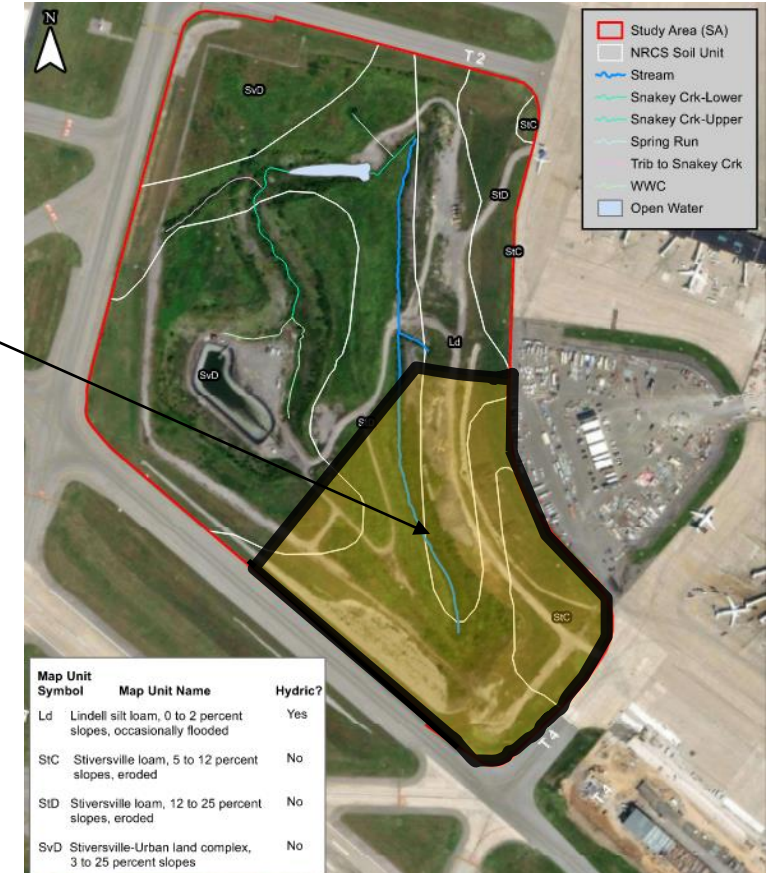 N
T 2
SvD
StC
StD
StC
Ld
SvD
StD
StC
T 4
Study Area (SA)
NRCS Soil Unit
Stream
Snakey Crk-Lower
Snakey Crk-Upper
Spring Run
Trib to Snakey Crk
WWC
Open Water
Map Unit
Symbol Map Unit Name Hydric?
Ld Lindell silt loam, 0 to 2 percent Yes
slopes, occasionally flooded
StC Stiversville loam, 5 to 12 percent No
slopes, eroded
StD Stiversville loam, 12 to 25 percent No
slopes, eroded
SvD Stiversville-Urban land complex, No
3 to 25 percent slopes